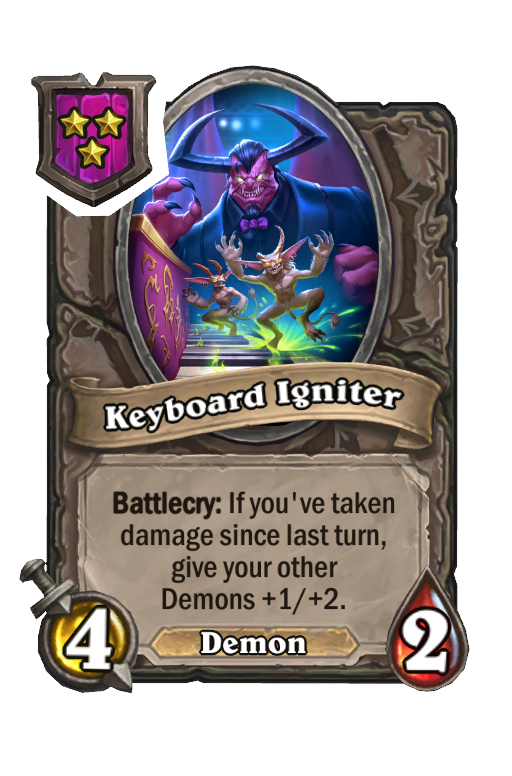 Keyboard Igniter
Battlecry: If you've taken
damage since last turn,
give your other
Demons +1/+2.
4
Demon
2